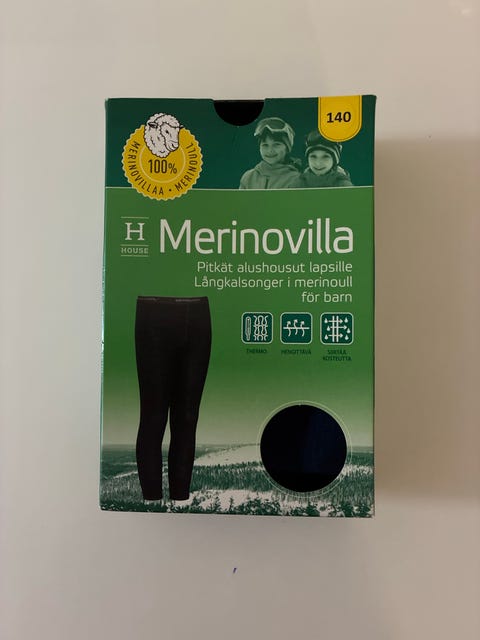 140
100%
MERINOVILLAA • MERINOULL
H
HOUSE
Merinovilla
Pitkät alushousut lapsille
Långkalsonger i merinoull
för barn
THERMO
HENGITTÄVÄ
SIIRTÄÄ
KOSTEUTTA